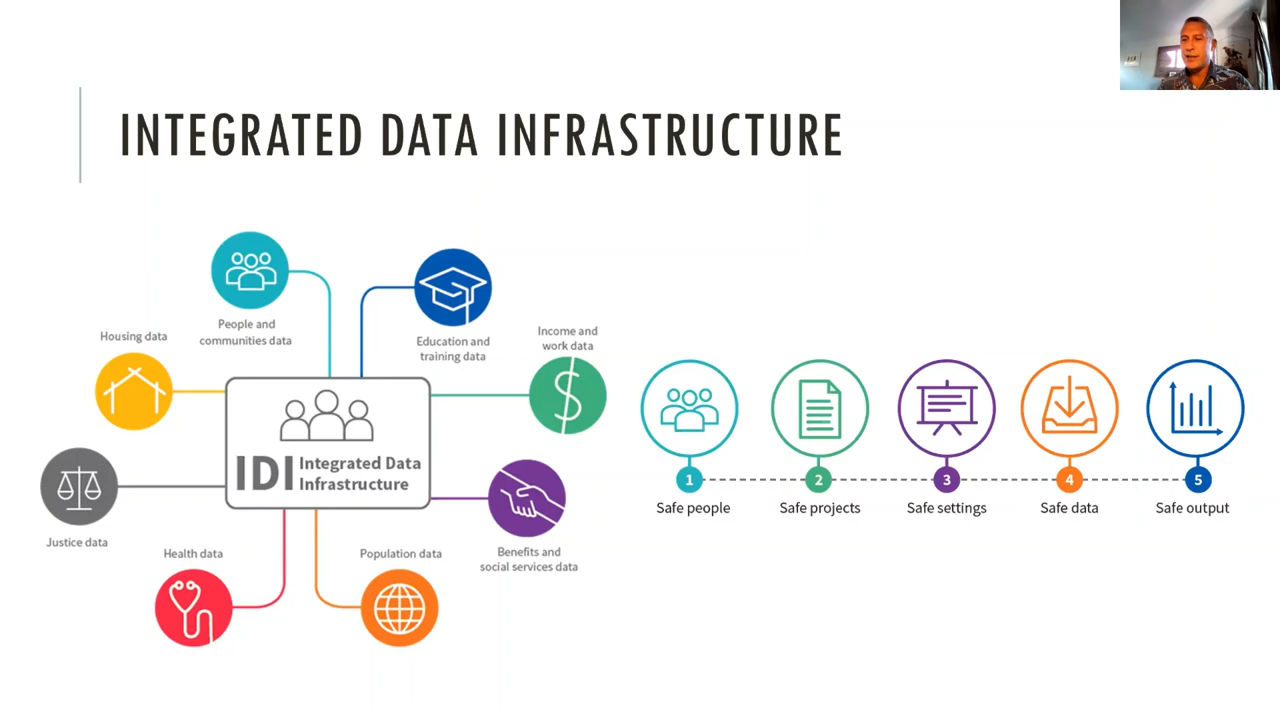 INTEGRATED DATA INFRASTRUCTURE
People and
communities data
Education and
training data
Housing data
Income and
work data
IDI Integrated Data
Infrastructure
Justice data
Health data
Population data
Benefits and
social services data
1
2
3
4
5
Safe people
Safe projects
Safe settings
Safe data
Safe output